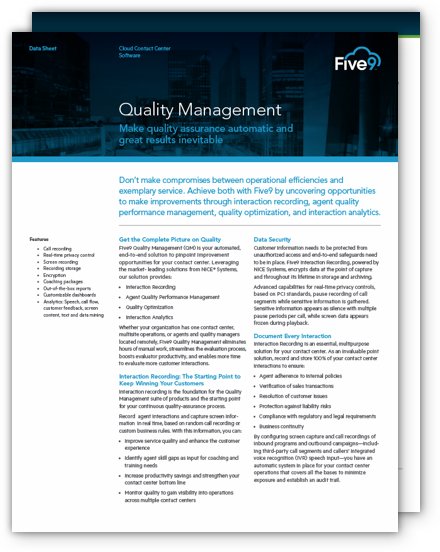 Data Sheet
Cloud Contact Center
Software
Five9
Quality Management
Make quality assurance automatic and
great results inevitable
Don't make compromises between operational efficiencies and
exemplary service. Achieve both with Five9 by uncovering opportunities
to make improvements through interaction recording, agent quality
performance management, quality optimization, and interaction analytics.
Features
• Call recording
• Real-time privacy control
• Screen recording
• Recording storage
• Encryption
• Coaching packages
• Out-of-the-box reports
• Customizable dashboards
• Analytics: Speech, call flow,
customer feedback, screen
content, text and data mining
Get the Complete Picture on Quality
Five9 Quality Management (QM) is your automated,
end-to-end solution to pinpoint improvement
opportunities for your contact center. Leveraging
the market- leading solutions from NICE® Systems,
our solution provides:
• Interaction Recording
• Agent Quality Performance Management
• Quality Optimization
• Interaction Analytics
Whether your organization has one contact center,
multisite operations, or agents and quality managers
located remotely, Five9 Quality Management eliminates
hours of manual work, streamlines the evaluation process,
boosts evaluator productivity, and enables more time
to evaluate more customer interactions.
Interaction Recording: The Starting Point to
Keep Winning Your Customers
Interaction recording is the foundation for the Quality
Management suite of products and the starting point
for your continuous quality-assurance process.
Record agent interactions and capture screen infor-
mation in real time, based on random call recording or
custom business rules. With this information, you can:
• Improve service quality and enhance the customer
experience
• Identify agent skill gaps as input for coaching and
training needs
• Increase productivity savings and strengthen your
contact center bottom line
• Monitor quality to gain visibility into operations
across multiple contact centers
Data Security
Customer information needs to be protected from
unauthorized access and end-to-end safeguards need
to be in place. Five9 Interaction Recording, powered by
NICE Systems, encrypts data at the point of capture
and throughout its lifetime in storage and archiving.
Advanced capabilities for real-time privacy controls,
based on PCI standards, pause recording of call
segments while sensitive information is gathered.
Sensitive information appears as silence with multiple
pause periods per call, while screen data appears
frozen during playback.
Document Every Interaction
Interaction Recording is an essential, multipurpose
solution for your contact center. As an invaluable point
solution, record and store 100% of your contact center
interactions to ensure:
• Agent adherence to internal policies
• Verification of sales transactions
• Resolution of customer issues
• Protection against liability risks
• Compliance with regulatory and legal requirements
• Business continuity
By configuring screen capture and call recordings of
inbound programs and outbound campaigns—includ-
ing third-party call segments and callers' integrated
voice recognition (IVR) speech input—you have an
automatic system in place for your contact center
operations that covers all the bases to minimize
exposure and establish an audit trail.